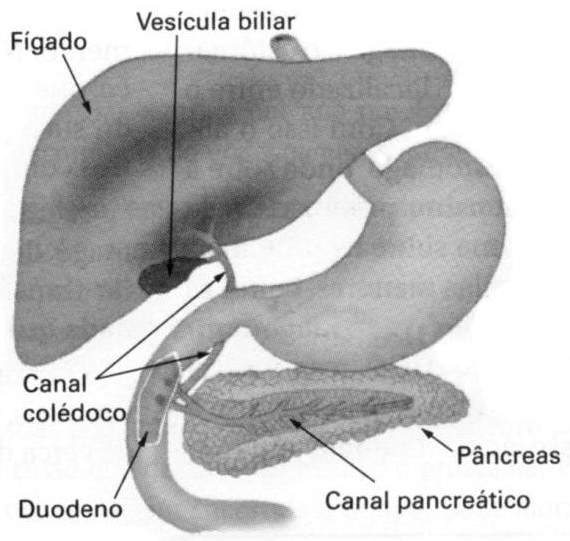 Vesícula biliar
Fígado
Canal
colédoco
Pâncreas
Canal pancreático
Duodeno